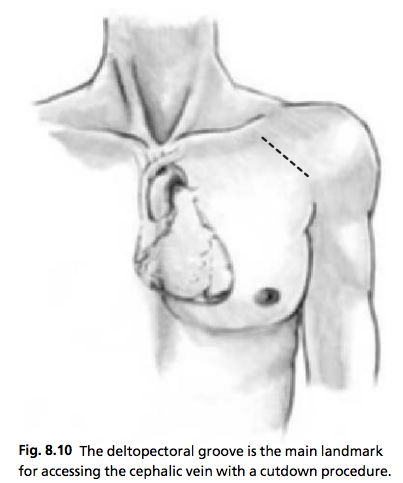 Fig. 8.10 The deltopectoral groove is the main landmark
for accessing the cephalic vein with a cutdown procedure.